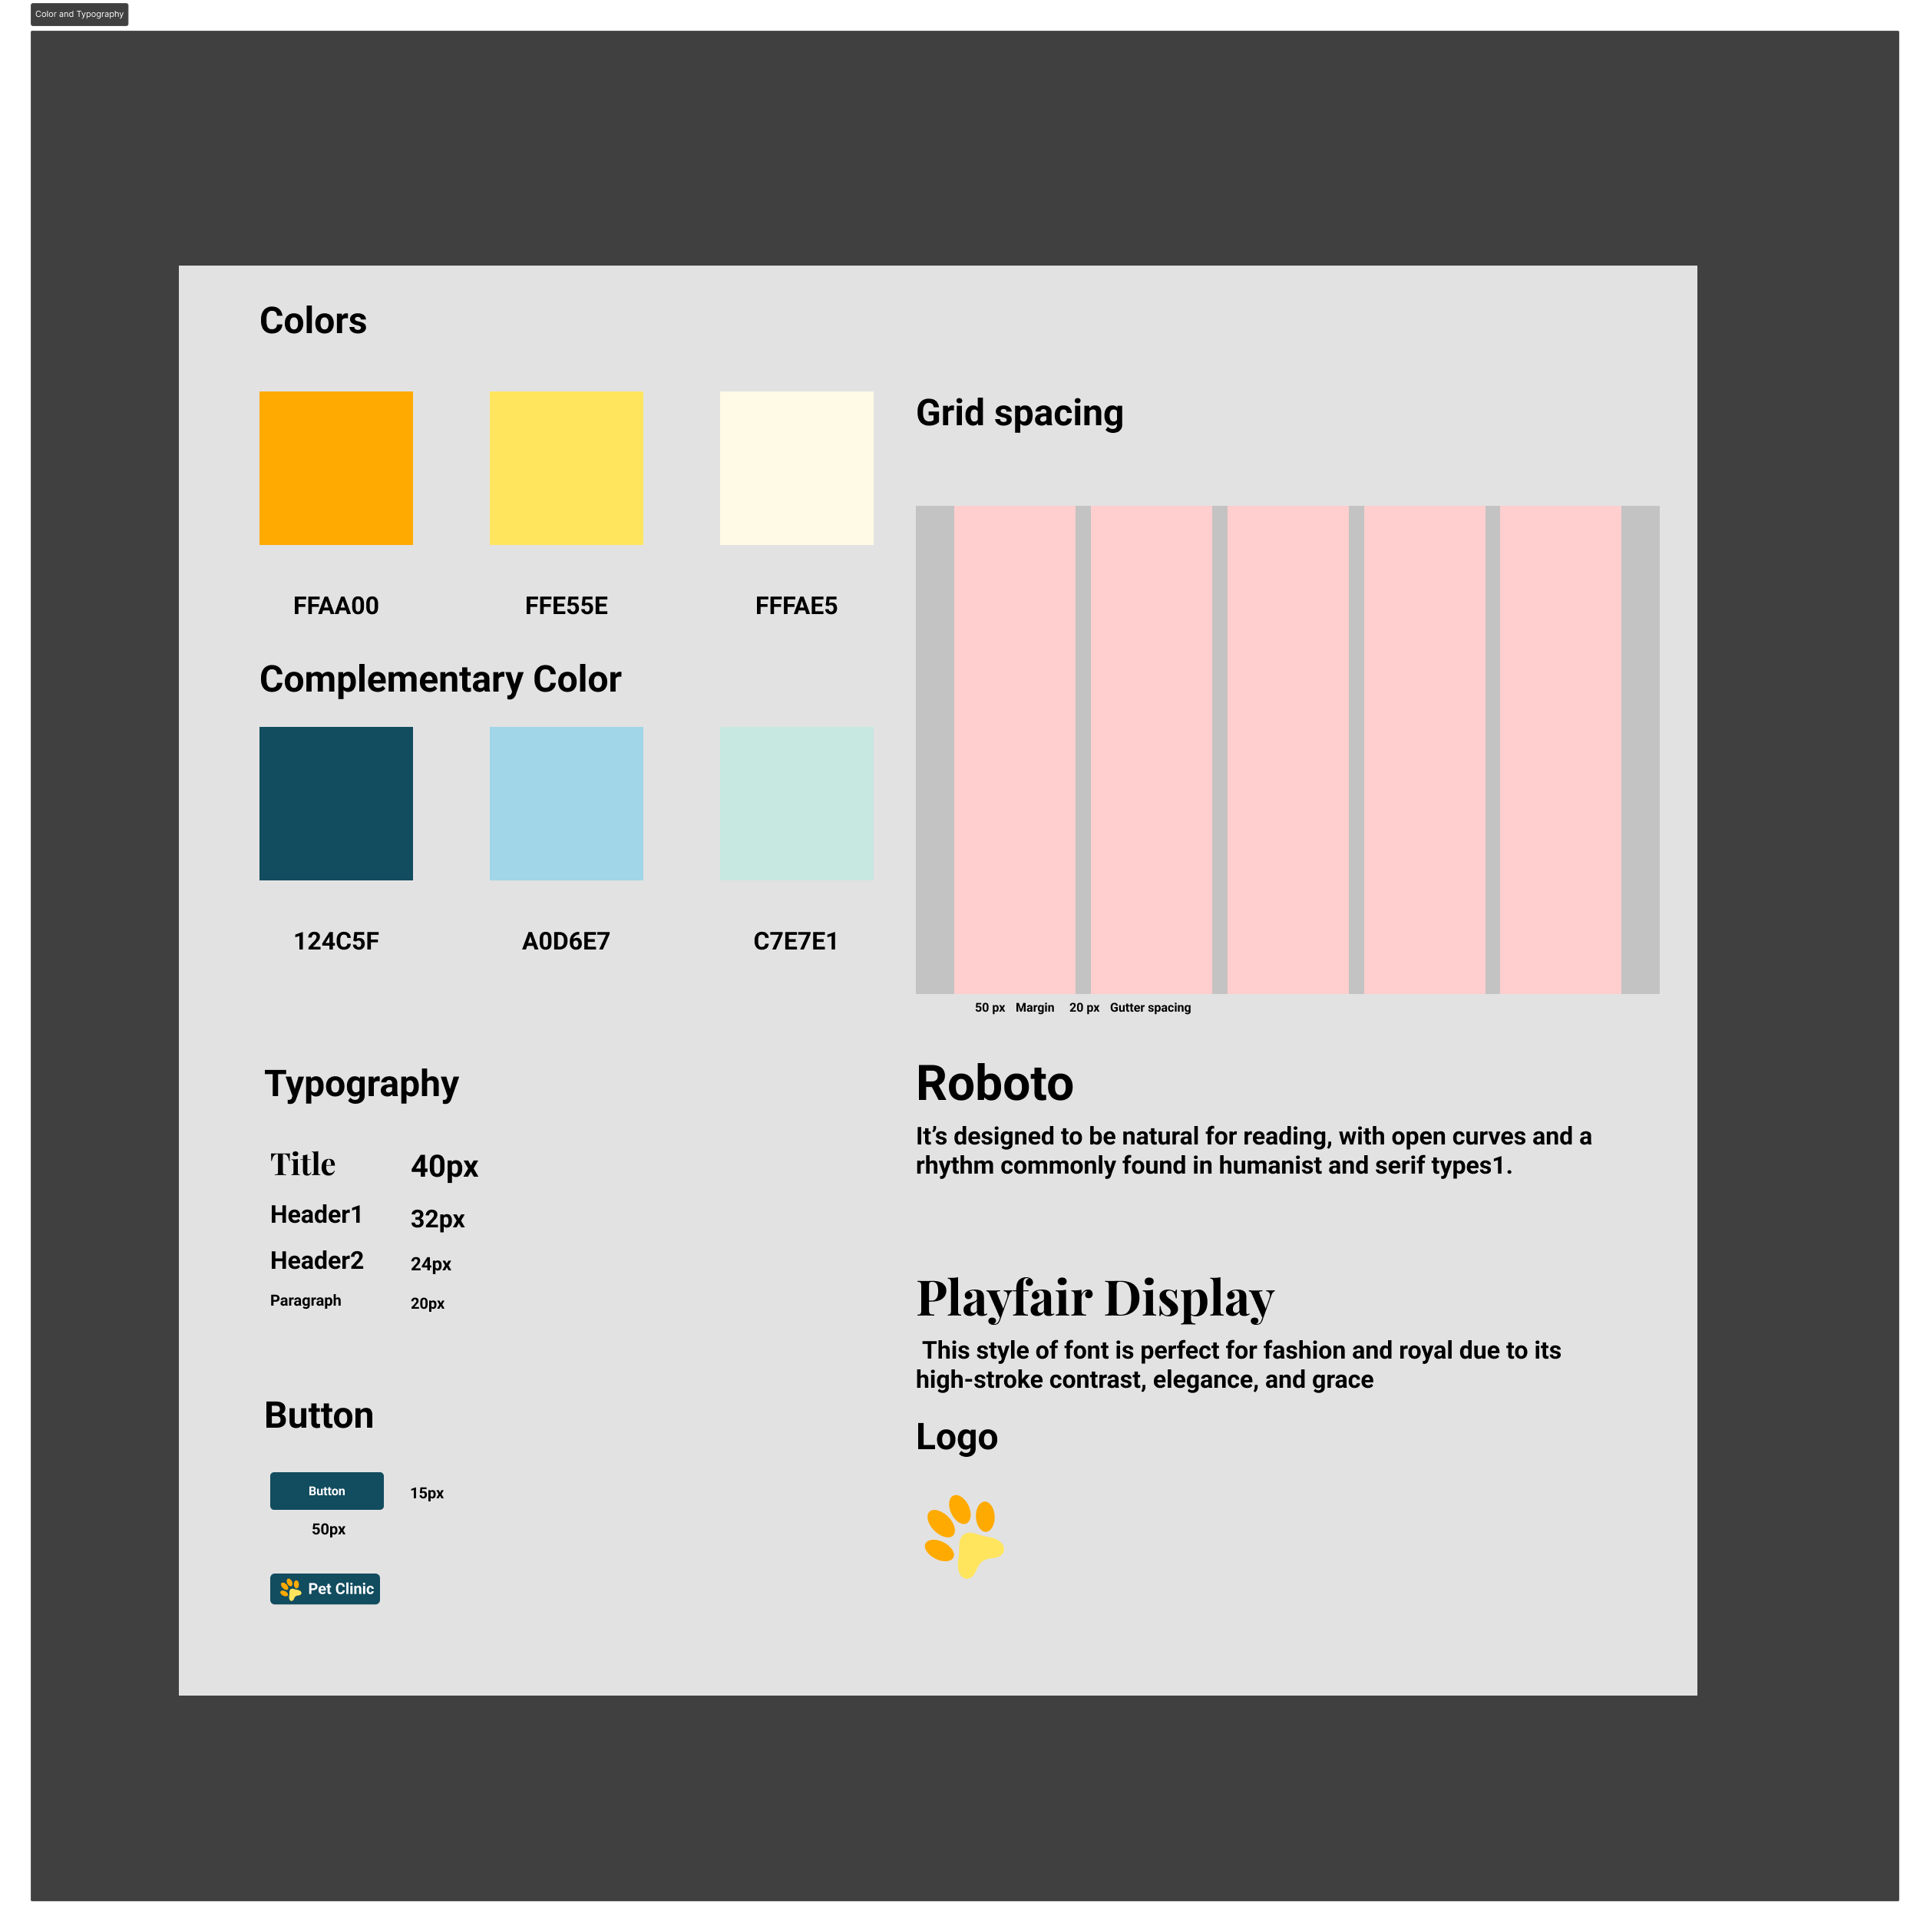 Color and Typography
Colors
FFAA00
FFE55E
FFFAE5
Complementary Color
124C5F
A0D6E7
C7E7E1
Grid spacing
50 px Margin 20 px Gutter spacing
Typography
Title 40px
Header1 32px
Header2 24px
Paragraph 20px
Roboto
It’s designed to be natural for reading, with open curves and a
rhythm commonly found in humanist and serif types1.
Playfair Display
This style of font is perfect for fashion and royal due to its
high-stroke contrast, elegance, and grace
Button
Button 15px
50px
Pet Clinic
Logo